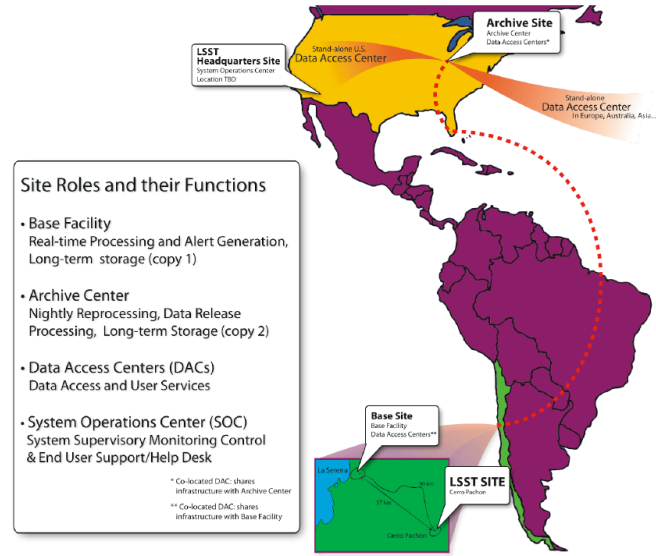 Archive Site
Archive Center
Data Access Centers*
LSST
Headquarters Site
System Operations Center
Location TBD
Stand-alone U.S.
Data Access Center
Stand-alone
Data Access Center
In Europe, Australia, Asia...
Site Roles and their Functions
• Base Facility
Real-time Processing and Alert Generation,
Long-term storage (copy 1)
• Archive Center
Nightly Reprocessing, Data Release
Processing, Long-term Storage (copy 2)
• Data Access Centers (DACs)
Data Access and User Services
• System Operations Center (SOC)
System Supervisory Monitoring Control
& End User Support/Help Desk
* Co-located DAC: shares
infrastructure with Archive Center
** Co-located DAC: shares
infrastructure with Base Facility
Base Site
Base Facility
Data Access Centers**
La Serena
57 km
LSST SITE
Cerro Pachon
Cerro Pachón